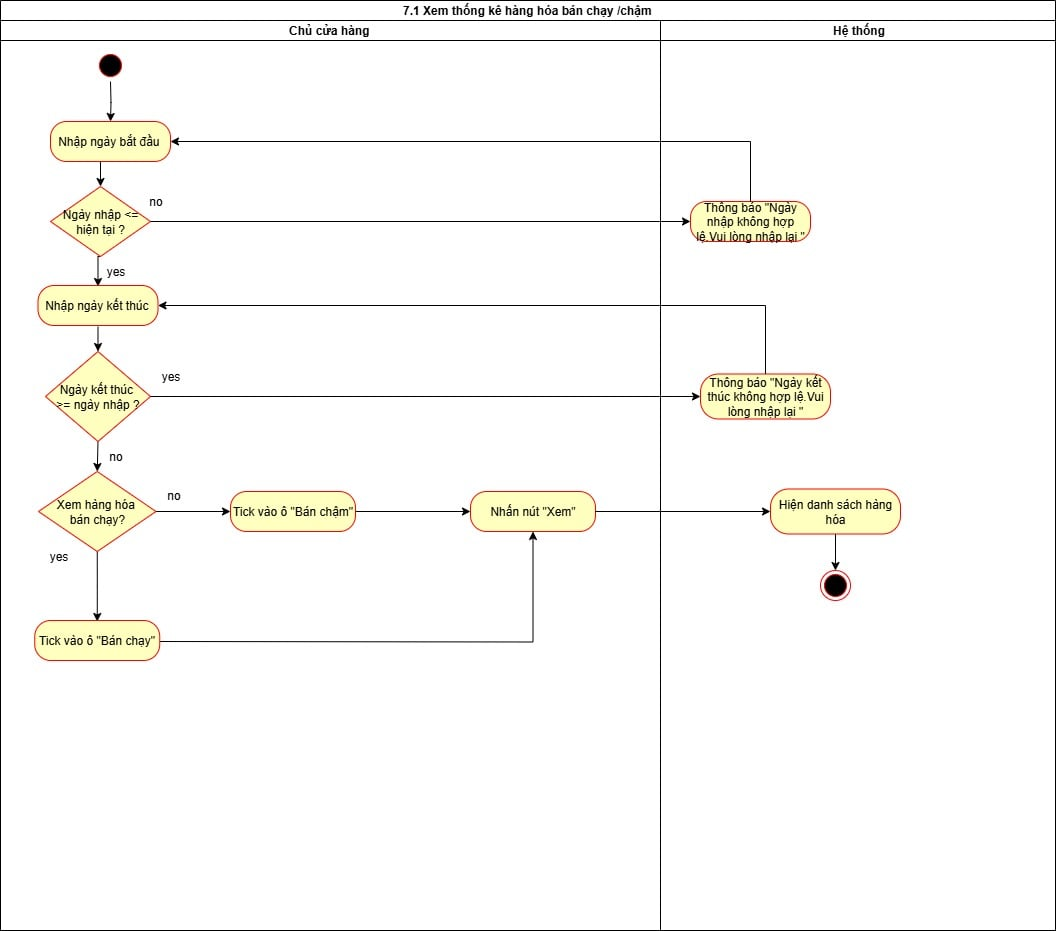 7.1 Xem thống kê hàng hóa bán chạy /chậm
Chủ cửa hàng
Hệ thống
Nhập ngày bắt đầu
Ngày nhập <=
hiện tại ?
no
Thông báo "Ngày
nhập không hợp
lệ.Vui lòng nhập lại "
yes
Nhập ngày kết thúc
Ngày kết thúc
>= ngày nhập ?
yes
Thông báo "Ngày kết
thúc không hợp lệ.Vui
lòng nhập lại "
no
Xem hàng hóa
bán chạy?
no
Tick vào ô "Bán chậm"
Nhấn nút "Xem"
Hiện danh sách hàng
hóa
yes
Tick vào ô "Bán chạy"